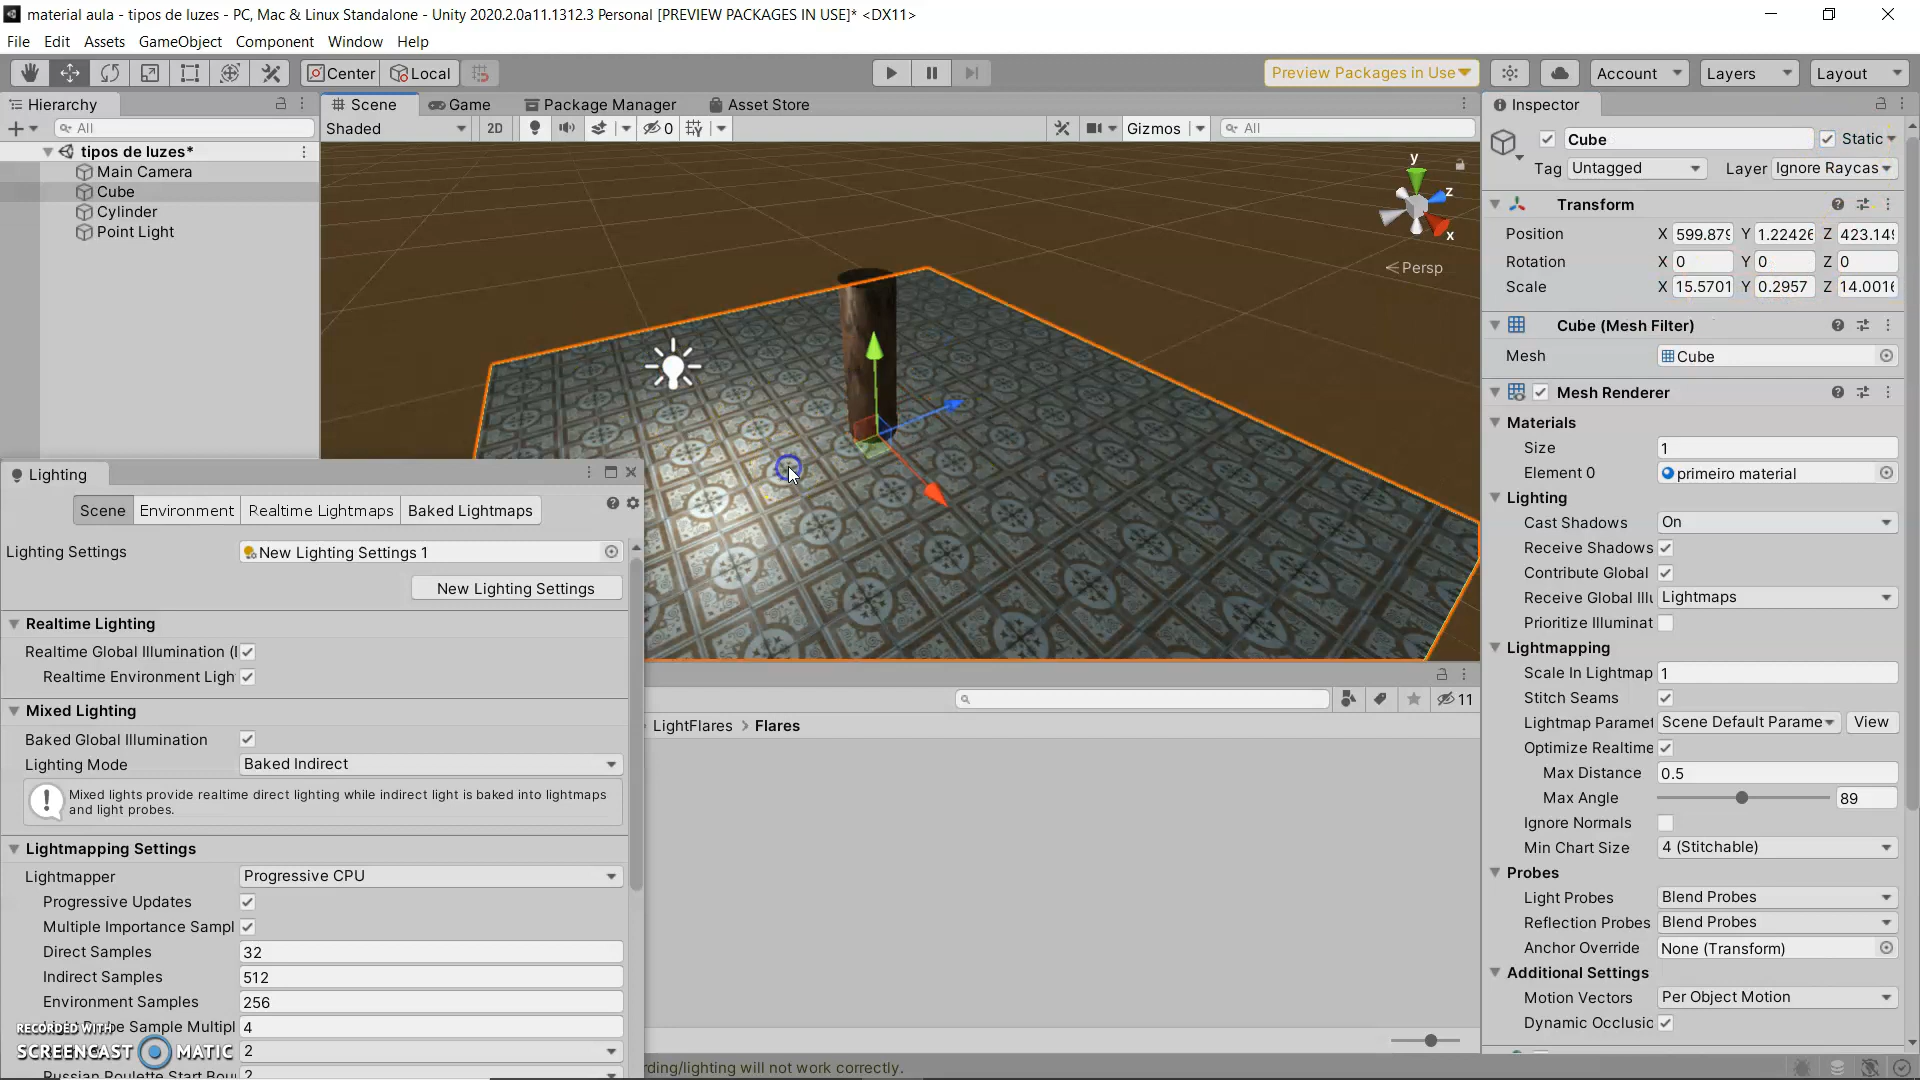 material aula - tipos de luzes - PC, Mac & Linux Standalone - Unity 2020.2.0a11.1312.3 Personal [PREVIEW PACKAGES IN USE]* <DX11>
File Edit Assets GameObject Component Window Help
Center Local Preview Packages in Use Account Layers Layout
Hierarchy
All
tipos de luzes*
Main Camera
Cube
Cylinder
Point Light
Scene Game Package Manager Asset Store
Shaded 2D 0 Gizmos All
y
z
x
Persp
Lighting
Scene Environment Realtime Lightmaps Baked Lightmaps
Lighting Settings New Lighting Settings 1
New Lighting Settings
Realtime Lighting
Realtime Global Illumination (I
Realtime Environment Ligh
Mixed Lighting
Baked Global Illumination
Lighting Mode Baked Indirect
Mixed lights provide realtime direct lighting while indirect light is baked into lightmaps
and light probes.
Lightmapping Settings
Lightmapper Progressive CPU
Progressive Updates
Multiple Importance Sampl
Direct Samples 32
Indirect Samples 512
Environment Samples 256
Sample Multipl 4
2
Russian Roulette Start Bou 2
RECORDED WITH
SCREENCAST MATIC
11
LightFlares > Flares
rding/lighting will not work correctly.
Inspector
Cube Static
Tag Untagged Layer Ignore Raycas
Transform
Position X 599.879 Y 1.22426 Z 423.149
Rotation X 0 Y 0 Z 0
Scale X 15.5701 Y 0.2957 Z 14.0016
Cube (Mesh Filter)
Mesh Cube
Mesh Renderer
Materials
Size 1
Element 0 primeiro material
Lighting
Cast Shadows On
Receive Shadows
Contribute Global
Receive Global Illu Lightmaps
Prioritize Illuminat
Lightmapping
Scale In Lightmap 1
Stitch Seams
Lightmap Paramet Scene Default Parame View
Optimize Realtime
Max Distance 0.5
Max Angle 89
Ignore Normals
Min Chart Size 4 (Stitchable)
Probes
Light Probes Blend Probes
Reflection Probes Blend Probes
Anchor Override None (Transform)
Additional Settings
Motion Vectors Per Object Motion
Dynamic Occlusic